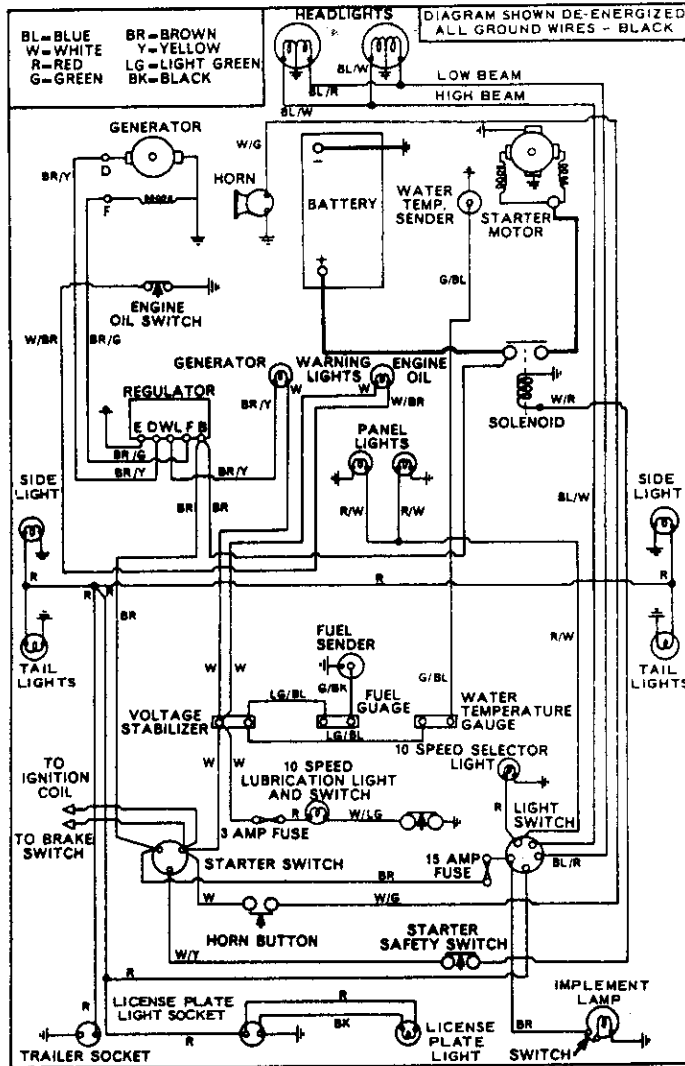 BL=BLUE BR=BROWN
W=WHITE Y=YELLOW
R=RED LG=LIGHT GREEN
G=GREEN BK=BLACK
HEADLIGHTS
DIAGRAM SHOWN DE-ENERGIZED
ALL GROUND WIRES - BLACK
BL/W
BL/R
BL/W
LOW BEAM
HIGH BEAM
GENERATOR
BR/Y
D
F
W/G
HORN
BATTERY
-
+
WATER
TEMP.
SENDER
STARTER
MOTOR
G/BL
ENGINE
OIL SWITCH
W/BR
BR/G
GENERATOR
WARNING
LIGHTS
ENGINE
OIL
BR/Y
W
W
W/BR
SOLENOID
W/R
REGULATOR
E D WL F B
BR/G
BR/Y
BR/Y
BR
BR
PANEL
LIGHTS
R/W
R/W
BL/W
SIDE
LIGHT
SIDE
LIGHT
R
R
R
R
R
BR
R/W
TAIL
LIGHTS
TAIL
LIGHTS
FUEL
SENDER
G/BK
G/BL
W
W
LG/BL
FUEL
GUAGE
LG/BL
VOLTAGE
STABILIZER
WATER
TEMPERATURE
GAUGE
10 SPEED SELECTOR
LIGHT
W
W
10 SPEED
LUBRICATION LIGHT
AND SWITCH
R
W/LG
3 AMP FUSE
R
LIGHT
SWITCH
TO
IGNITION
COIL
TO BRAKE
SWITCH
STARTER SWITCH
15 AMP
FUSE
BR
BL/R
W
W/G
HORN BUTTON
STARTER
SAFETY SWITCH
W/Y
R
R
LICENSE PLATE
LIGHT SOCKET
R
BK
R
TRAILER SOCKET
LICENSE
PLATE
LIGHT
IMPLEMENT
LAMP
BR
SWITCH